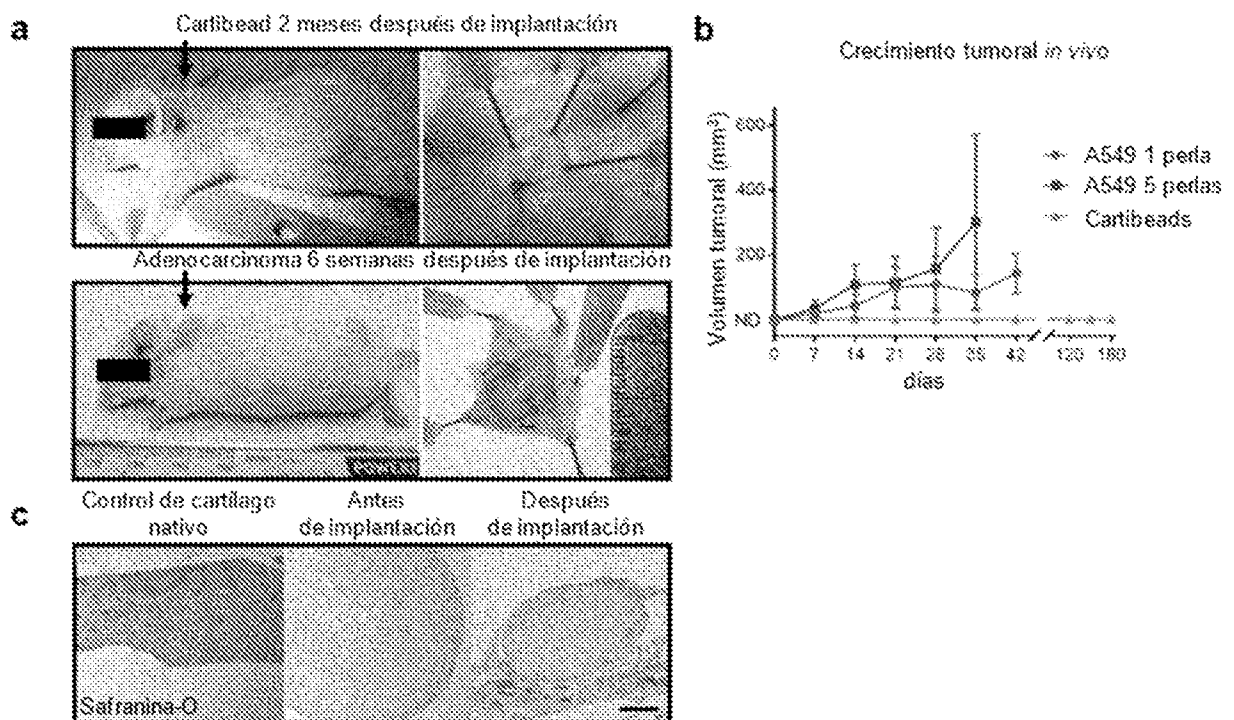 a
Cartibead 2 meses después de implantación
Adenocarcinoma 6 semanas después de implantación
b
Crecimiento tumoral in vivo
Volumen tumoral (mm³)
600
400
200
ND
0 7 14 21 28 35 42 120 180
días
A549 1 perla
A549 5 perlas
Cartibeads
c
Control de cartílago
nativo
Antes
de implantación
Después
de implantación
Safranina-O